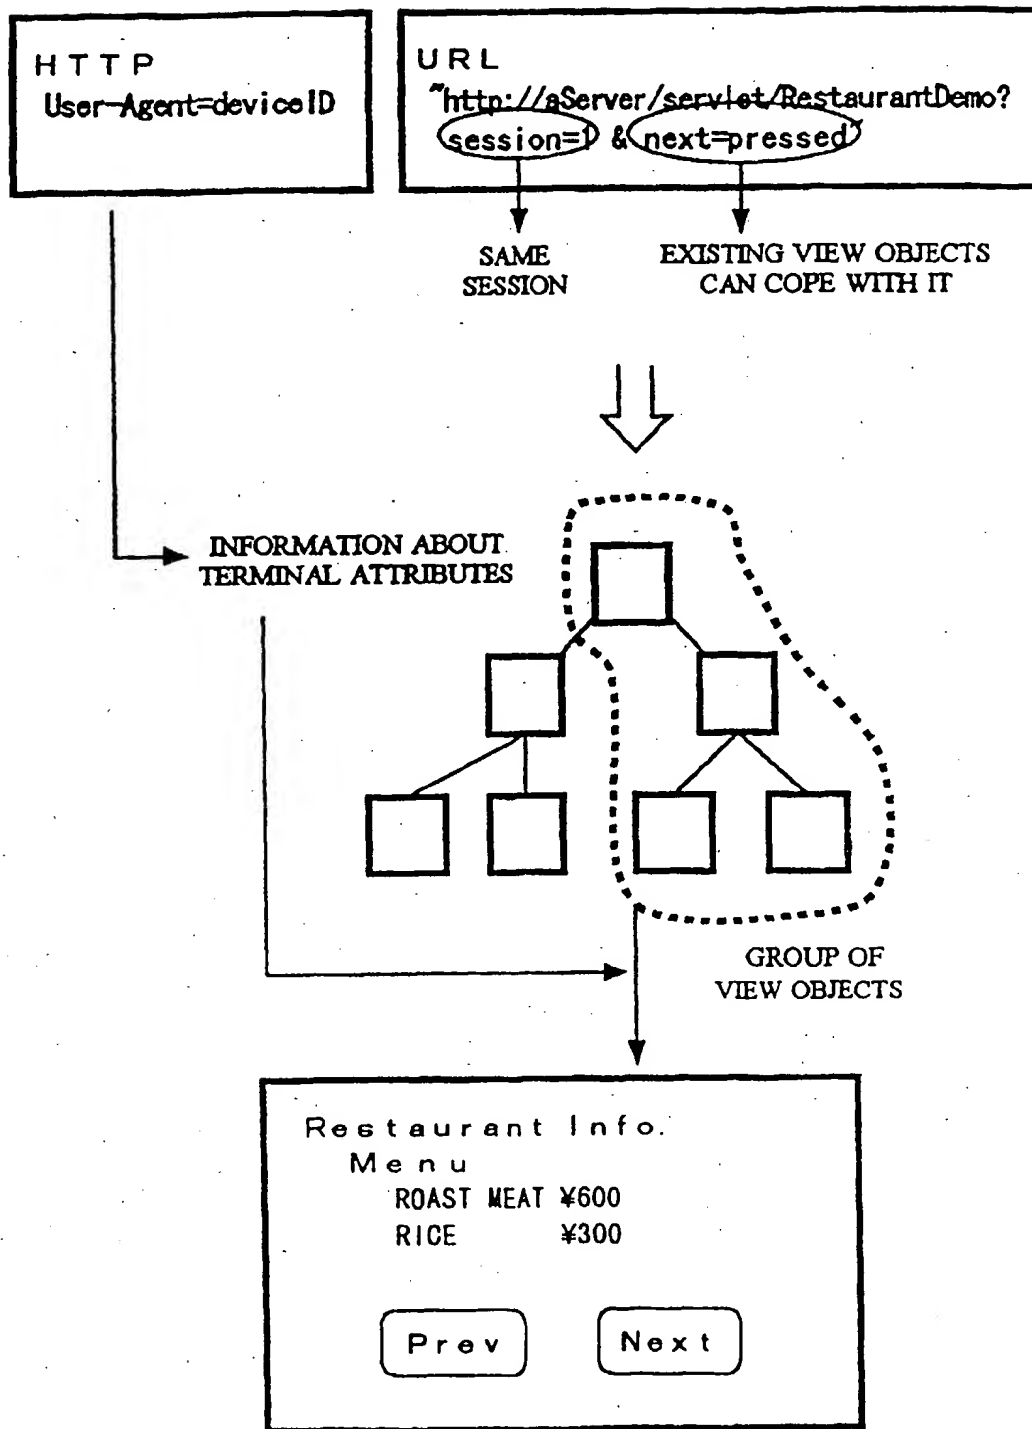 HTTP
User-Agent=deviceID
URL
"http://aServer/servlet/RestaurantDemo?
session=1 & next=pressed"
SAME
SESSION
EXISTING VIEW OBJECTS
CAN COPE WITH IT
INFORMATION ABOUT
TERMINAL ATTRIBUTES
GROUP OF
VIEW OBJECTS
Restaurant Info.
Menu
ROAST MEAT ¥600
RICE ¥300
Prev
Next